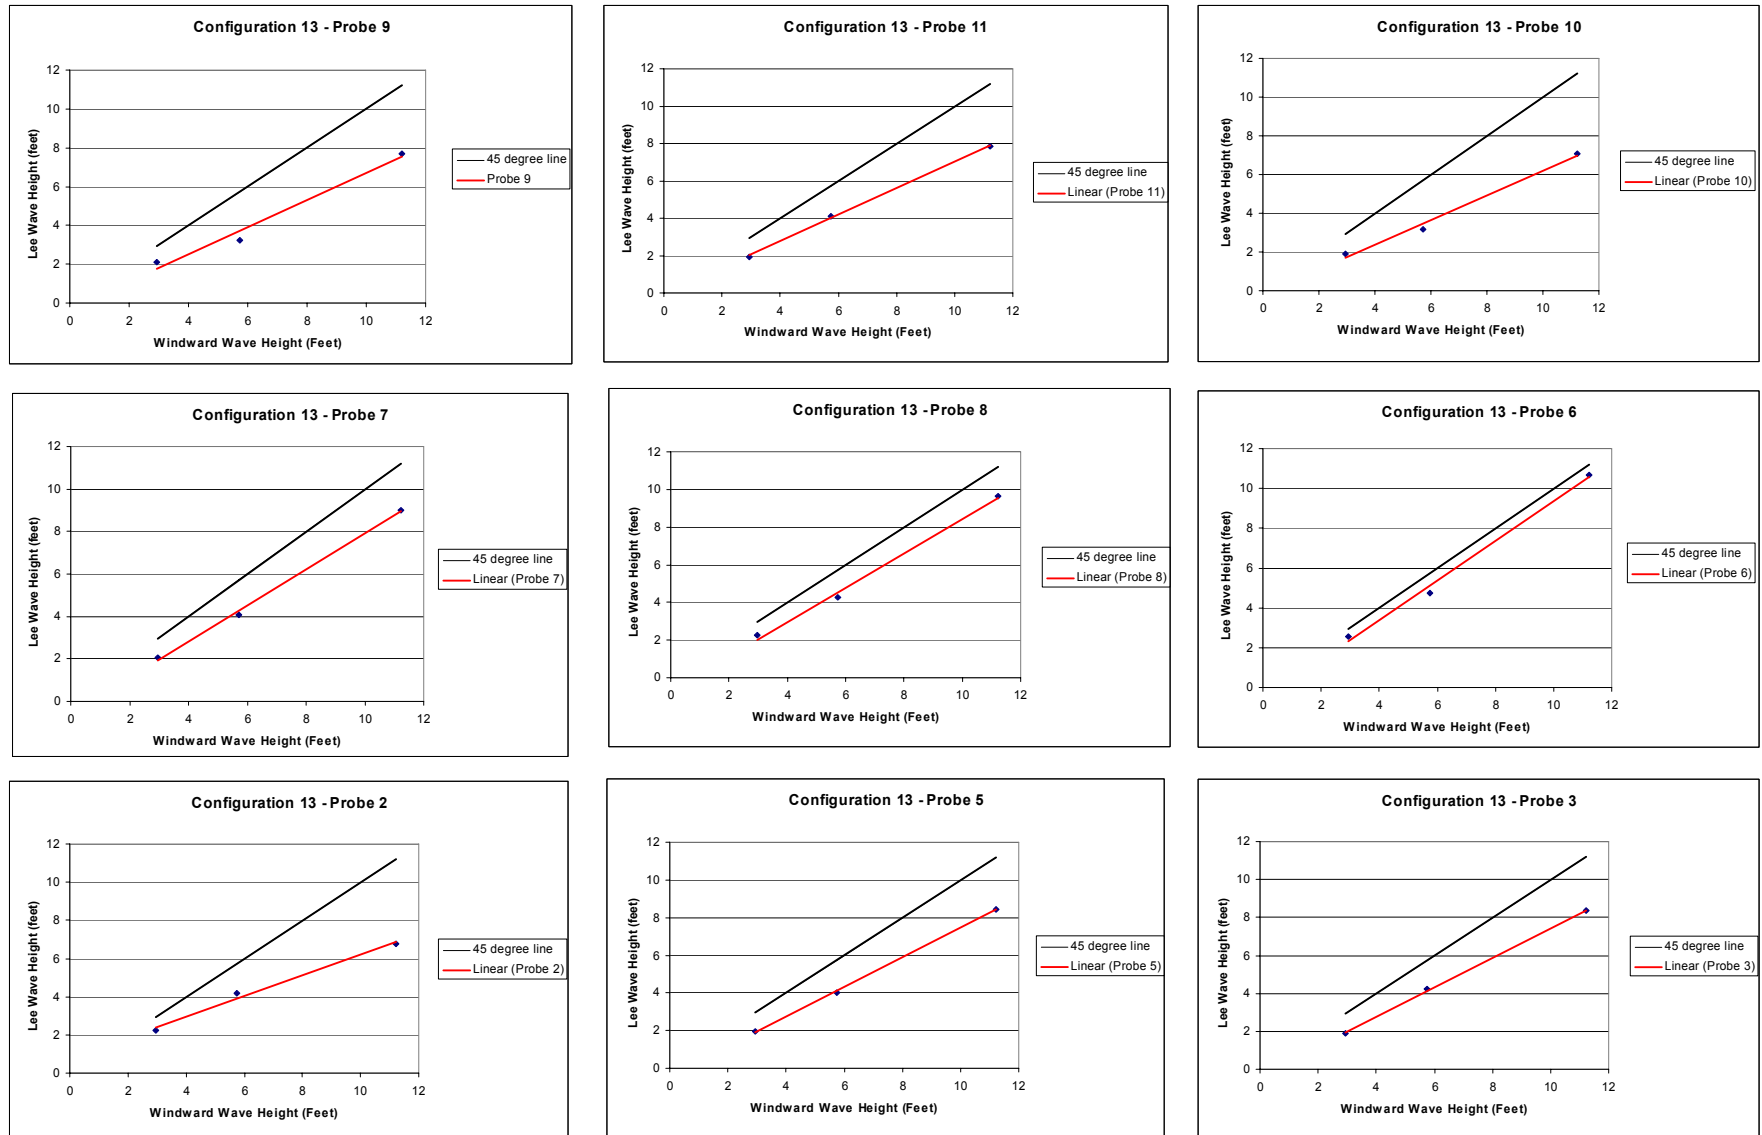 Configuration 13 - Probe 9
12
10
8
6
4
2
0
0 2 4 6 8 10 12
Lee Wave Height (feet)
Windward Wave Height (Feet)
45 degree line
Probe 9
Configuration 13 - Probe 11
12
10
8
6
4
2
0
0 2 4 6 8 10 12
Lee Wave Height (feet)
Windward Wave Height (Feet)
45 degree line
Linear (Probe 11)
Configuration 13 - Probe 10
12
10
8
6
4
2
0
0 2 4 6 8 10 12
Lee Wave Height (feet)
Windward Wave Height (Feet)
45 degree line
Linear (Probe 10)
Configuration 13 - Probe 7
12
10
8
6
4
2
0
0 2 4 6 8 10 12
Lee Wave Height (feet)
Windward Wave Height (Feet)
45 degree line
Linear (Probe 7)
Configuration 13 - Probe 8
12
10
8
6
4
2
0
0 2 4 6 8 10 12
Lee Wave Height (feet)
Windward Wave Height (Feet)
45 degree line
Linear (Probe 8)
Configuration 13 - Probe 6
12
10
8
6
4
2
0
0 2 4 6 8 10 12
Lee Wave Height (feet)
Windward Wave Height (Feet)
45 degree line
Linear (Probe 6)
Configuration 13 - Probe 2
12
10
8
6
4
2
0
0 2 4 6 8 10 12
Lee Wave Height (feet)
Windward Wave Height (Feet)
45 degree line
Linear (Probe 2)
Configuration 13 - Probe 5
12
10
8
6
4
2
0
0 2 4 6 8 10 12
Lee Wave Height (feet)
Windward Wave Height (Feet)
45 degree line
Linear (Probe 5)
Configuration 13 - Probe 3
12
10
8
6
4
2
0
0 2 4 6 8 10 12
Lee Wave Height (feet)
Windward Wave Height (Feet)
45 degree line
Linear (Probe 3)